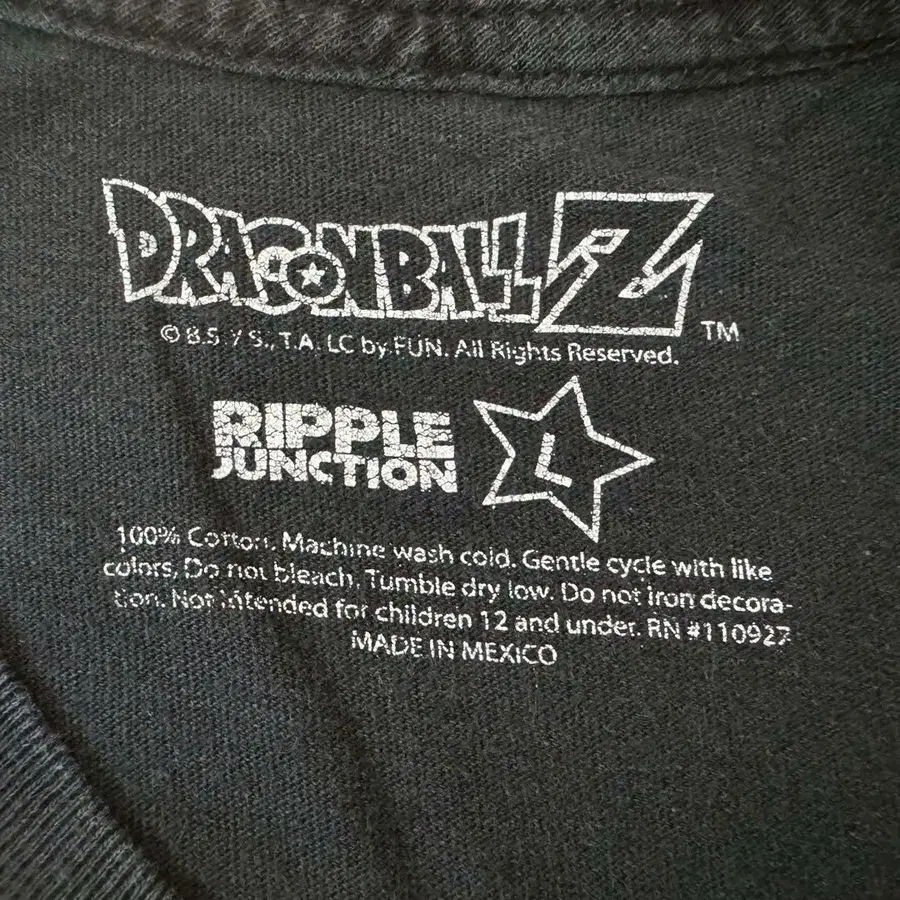 DRAGONBALL Z TM
© B.S./S., T.A. LC by FUN. All Rights Reserved.
RIPPLE
JUNCTION
L
100% Cotton. Machine wash cold. Gentle cycle with like
colors, Do not bleach, Tumble dry low. Do not iron decora-
tion. Not intended for children 12 and under. RN #110927
MADE IN MEXICO